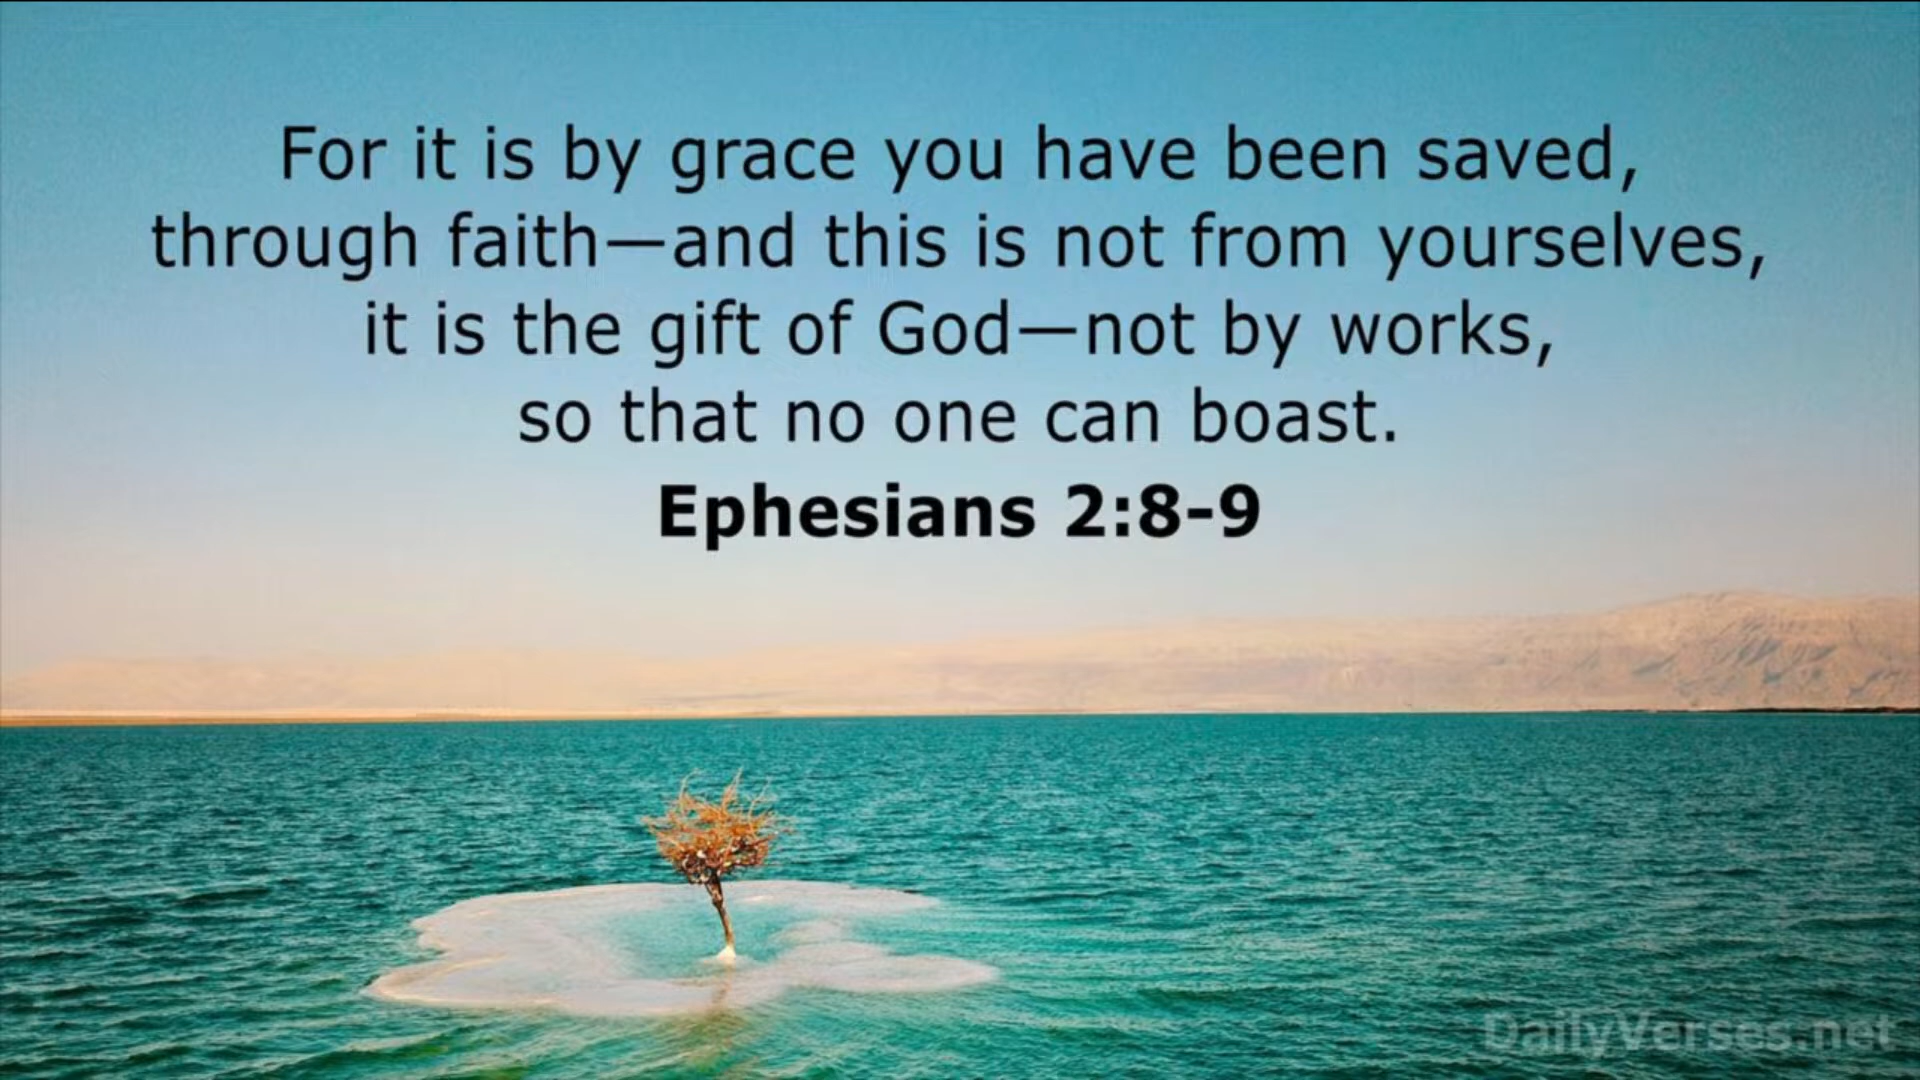 For it is by grace you have been saved,
through faith—and this is not from yourselves,
it is the gift of God—not by works,
so that no one can boast.
Ephesians 2:8-9
DailyVerses.net